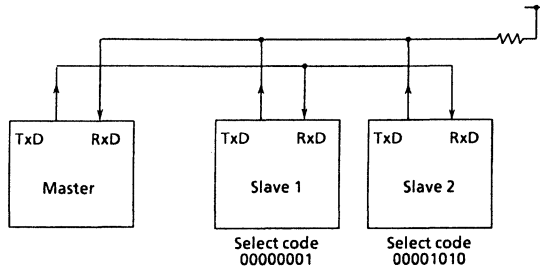 TxD RxD
Master
TxD RxD
Slave 1
TxD RxD
Slave 2
Select code
00000001
Select code
00001010